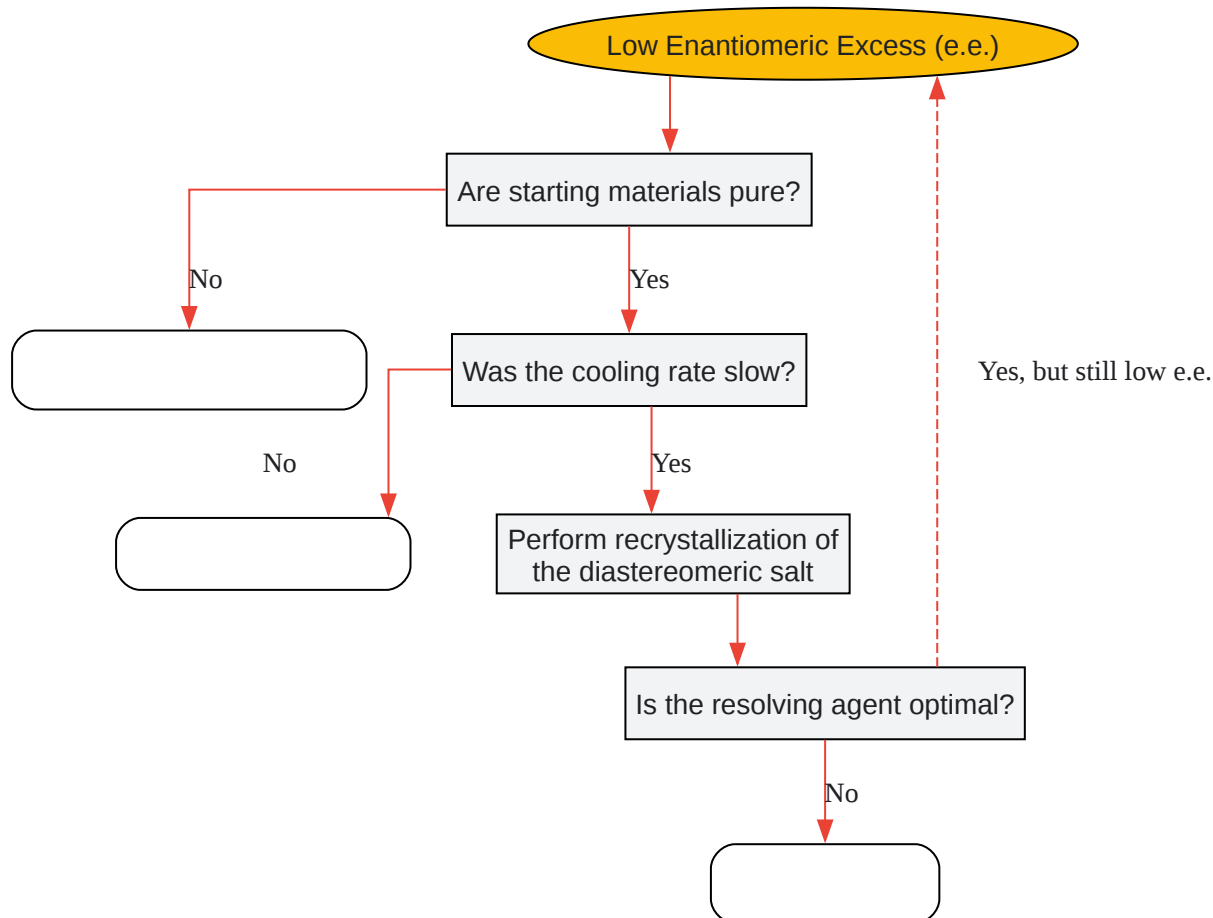 Low Enantiomeric Excess (e.e.)
Are starting materials pure?
No
Yes
Was the cooling rate slow?
Yes, but still low e.e.
No
Yes
Perform recrystallization of
the diastereomeric salt
Is the resolving agent optimal?
No